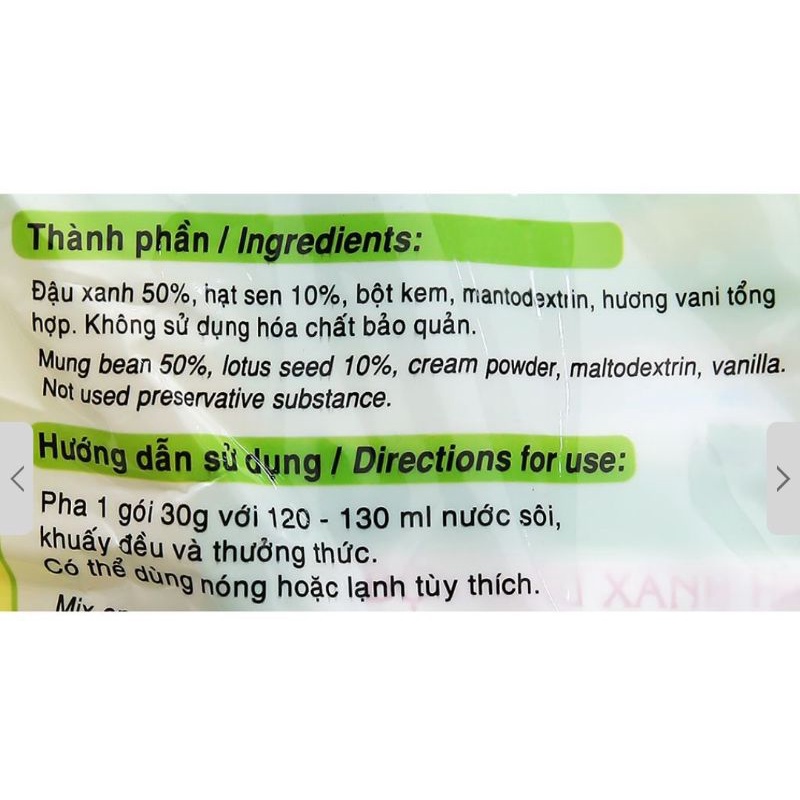 Thành phần / Ingredients:
Đậu xanh 50%, hạt sen 10%, bột kem, mantodextrin, hương vani tổng
hợp. Không sử dụng hóa chất bảo quản.
Mung bean 50%, lotus seed 10%, cream powder, maltodextrin, vanilla.
Not used preservative substance.
Hướng dẫn sử dụng / Directions for use:
Pha 1 gói 30g với 120 - 130 ml nước sôi,
khuấy đều và thưởng thức.
Có thể dùng nóng hoặc lạnh tùy thích.
Mix
XANH